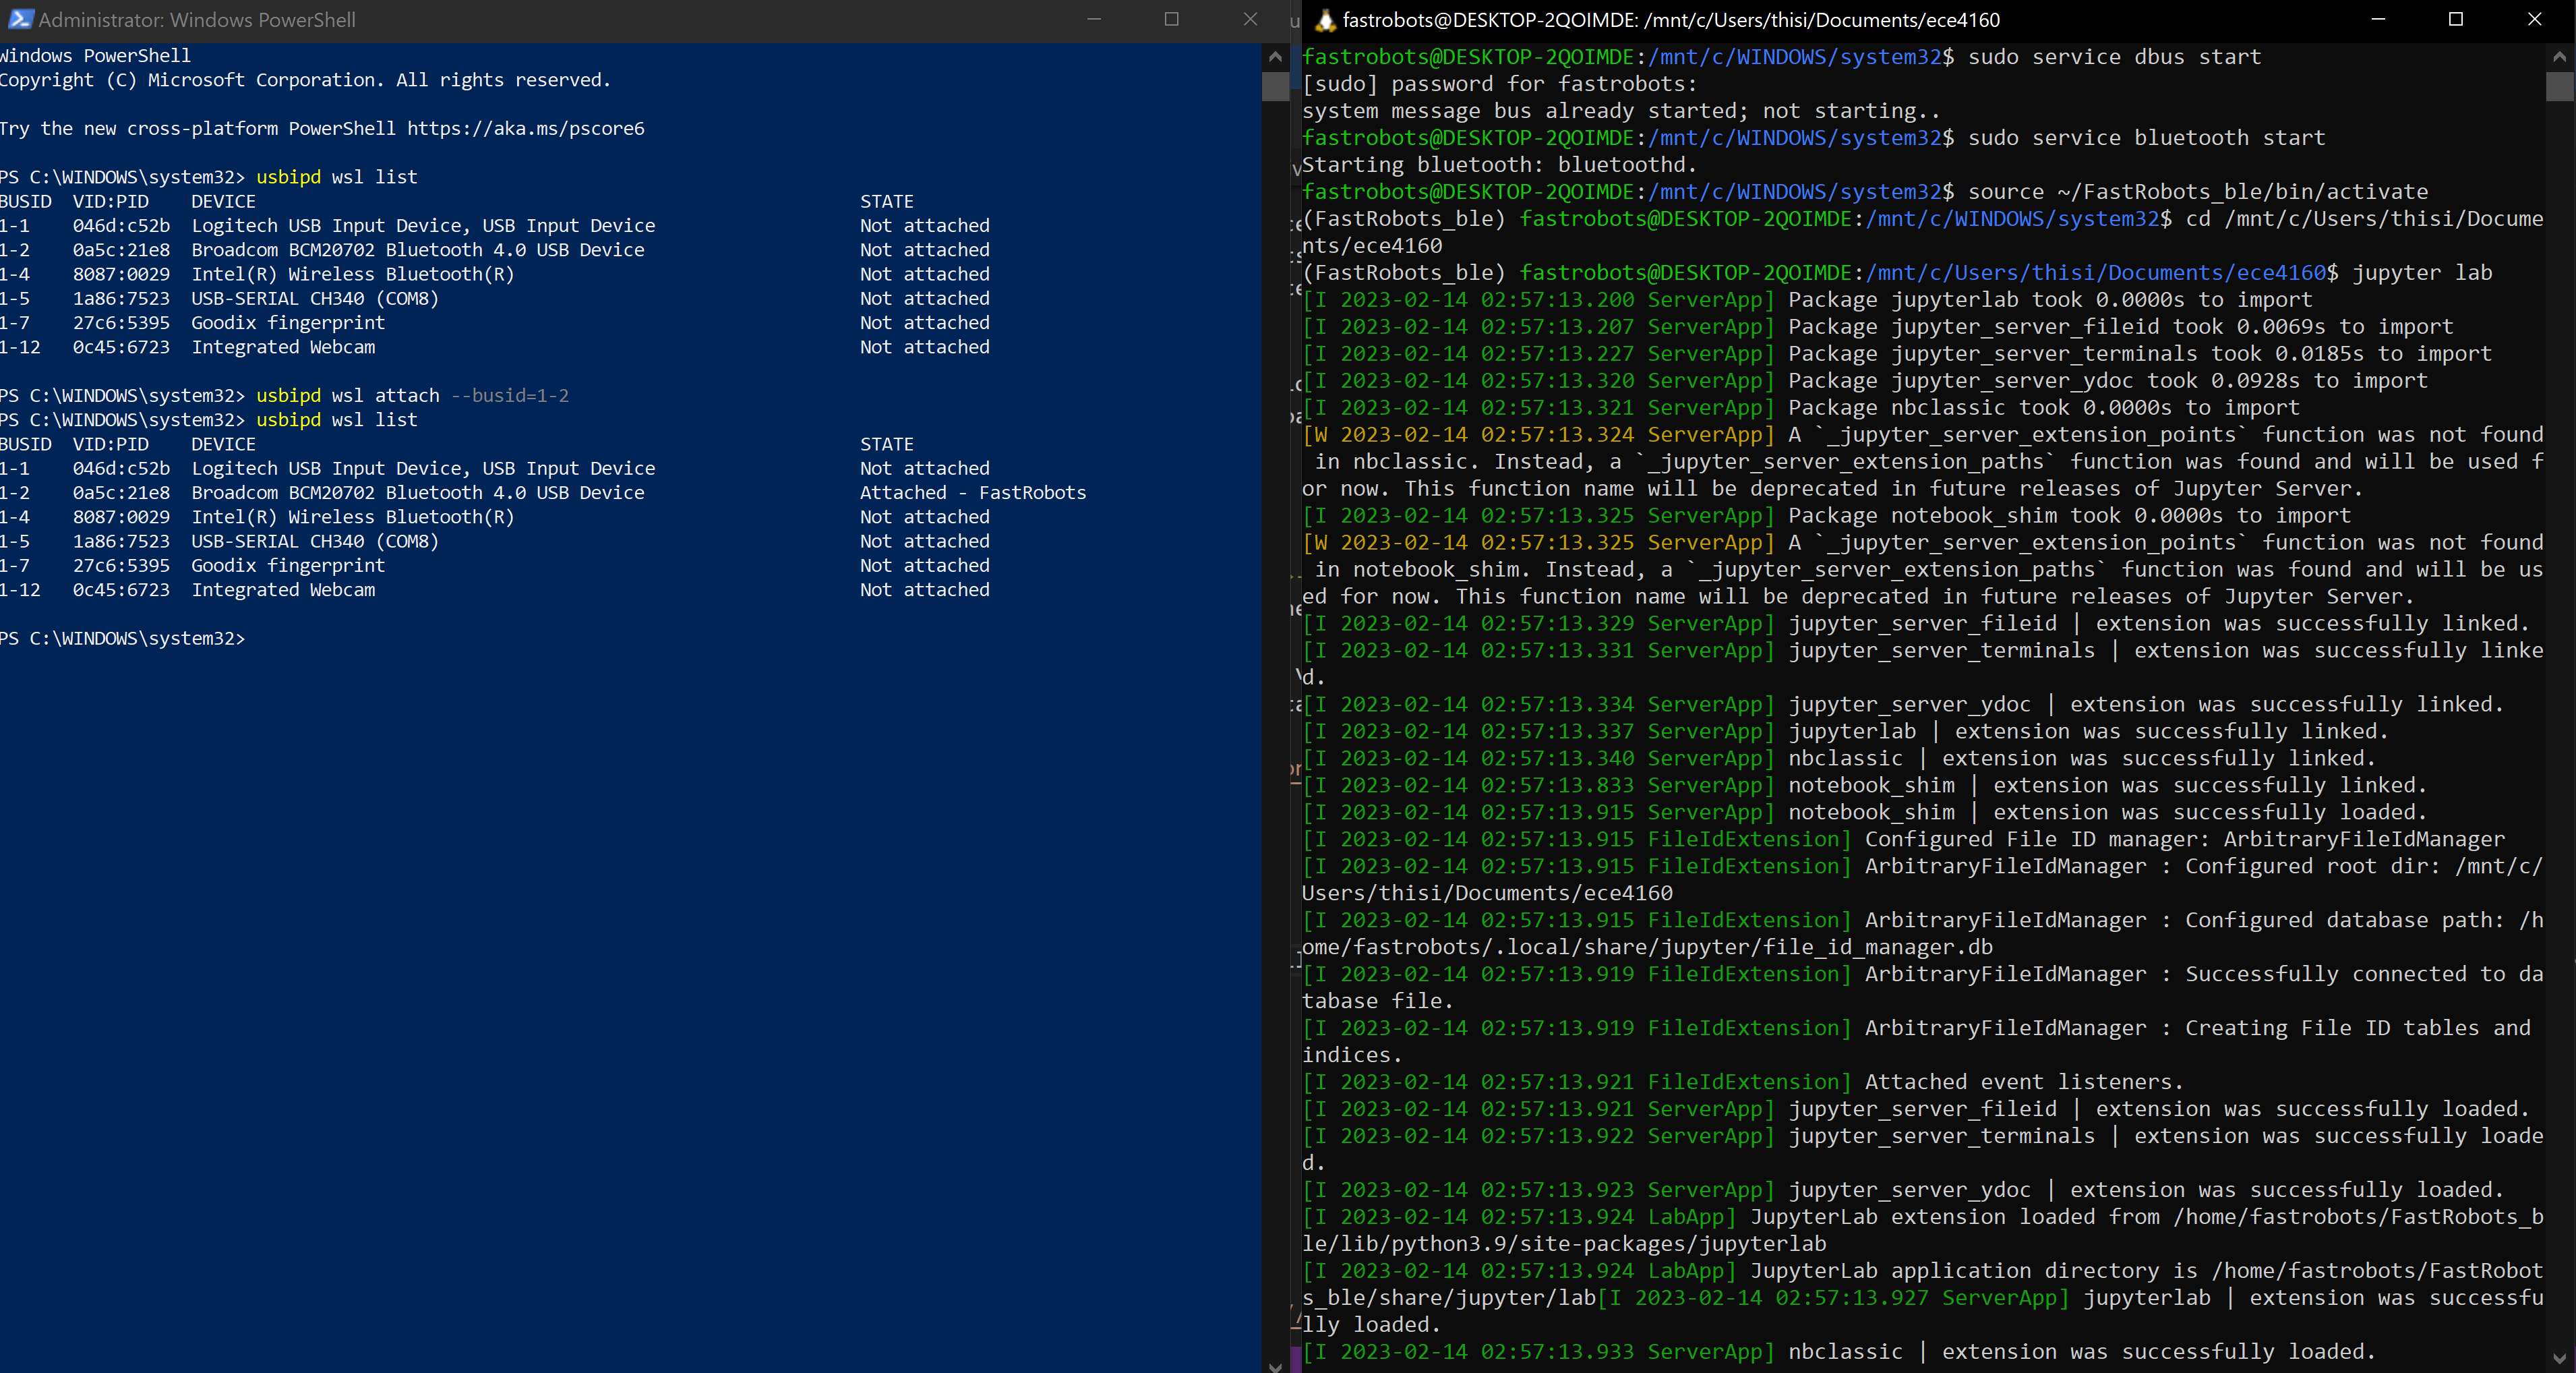 Administrator: Windows PowerShell
Windows PowerShell
Copyright (C) Microsoft Corporation. All rights reserved.
Try the new cross-platform PowerShell https://aka.ms/pscore6
PS C:\WINDOWS\system32> usbipd wsl list
BUSID  VID:PID    DEVICE                                                        STATE
1-1    046d:c52b  Logitech USB Input Device, USB Input Device                   Not attached
1-2    0a5c:21e8  Broadcom BCM20702 Bluetooth 4.0 USB Device                    Not attached
1-4    8087:0029  Intel(R) Wireless Bluetooth(R)                                Not attached
1-5    1a86:7523  USB-SERIAL CH340 (COM8)                                       Not attached
1-7    27c6:5395  Goodix fingerprint                                            Not attached
1-12   0c45:6723  Integrated Webcam                                             Not attached
PS C:\WINDOWS\system32> usbipd wsl attach --busid=1-2
PS C:\WINDOWS\system32> usbipd wsl list
BUSID  VID:PID    DEVICE                                                        STATE
1-1    046d:c52b  Logitech USB Input Device, USB Input Device                   Not attached
1-2    0a5c:21e8  Broadcom BCM20702 Bluetooth 4.0 USB Device                    Attached - FastRobots
1-4    8087:0029  Intel(R) Wireless Bluetooth(R)                                Not attached
1-5    1a86:7523  USB-SERIAL CH340 (COM8)                                       Not attached
1-7    27c6:5395  Goodix fingerprint                                            Not attached
1-12   0c45:6723  Integrated Webcam                                             Not attached
PS C:\WINDOWS\system32>
fastrobots@DESKTOP-2QOIMDE: /mnt/c/Users/thisi/Documents/ece4160
fastrobots@DESKTOP-2QOIMDE:/mnt/c/WINDOWS/system32$ sudo service dbus start
[sudo] password for fastrobots:
system message bus already started; not starting..
fastrobots@DESKTOP-2QOIMDE:/mnt/c/WINDOWS/system32$ sudo service bluetooth start
Starting bluetooth: bluetoothd.
fastrobots@DESKTOP-2QOIMDE:/mnt/c/WINDOWS/system32$ source ~/FastRobots_ble/bin/activate
(FastRobots_ble) fastrobots@DESKTOP-2QOIMDE:/mnt/c/WINDOWS/system32$ cd /mnt/c/Users/thisi/Docume
nts/ece4160
(FastRobots_ble) fastrobots@DESKTOP-2QOIMDE:/mnt/c/Users/thisi/Documents/ece4160$ jupyter lab
[I 2023-02-14 02:57:13.200 ServerApp] Package jupyterlab took 0.0000s to import
[I 2023-02-14 02:57:13.207 ServerApp] Package jupyter_server_fileid took 0.0069s to import
[I 2023-02-14 02:57:13.227 ServerApp] Package jupyter_server_terminals took 0.0185s to import
[I 2023-02-14 02:57:13.320 ServerApp] Package jupyter_server_ydoc took 0.0928s to import
[I 2023-02-14 02:57:13.321 ServerApp] Package nbclassic took 0.0000s to import
[W 2023-02-14 02:57:13.324 ServerApp] A `_jupyter_server_extension_points` function was not found
 in nbclassic. Instead, a `_jupyter_server_extension_paths` function was found and will be used f
or now. This function name will be deprecated in future releases of Jupyter Server.
[I 2023-02-14 02:57:13.325 ServerApp] Package notebook_shim took 0.0000s to import
[W 2023-02-14 02:57:13.325 ServerApp] A `_jupyter_server_extension_points` function was not found
 in notebook_shim. Instead, a `_jupyter_server_extension_paths` function was found and will be us
ed for now. This function name will be deprecated in future releases of Jupyter Server.
[I 2023-02-14 02:57:13.329 ServerApp] jupyter_server_fileid | extension was successfully linked.
[I 2023-02-14 02:57:13.331 ServerApp] jupyter_server_terminals | extension was successfully linke
d.
[I 2023-02-14 02:57:13.334 ServerApp] jupyter_server_ydoc | extension was successfully linked.
[I 2023-02-14 02:57:13.337 ServerApp] jupyterlab | extension was successfully linked.
[I 2023-02-14 02:57:13.340 ServerApp] nbclassic | extension was successfully linked.
[I 2023-02-14 02:57:13.833 ServerApp] notebook_shim | extension was successfully linked.
[I 2023-02-14 02:57:13.915 ServerApp] notebook_shim | extension was successfully loaded.
[I 2023-02-14 02:57:13.915 FileIdExtension] Configured File ID manager: ArbitraryFileIdManager
[I 2023-02-14 02:57:13.915 FileIdExtension] ArbitraryFileIdManager : Configured root dir: /mnt/c/
Users/thisi/Documents/ece4160
[I 2023-02-14 02:57:13.915 FileIdExtension] ArbitraryFileIdManager : Configured database path: /h
ome/fastrobots/.local/share/jupyter/file_id_manager.db
[I 2023-02-14 02:57:13.919 FileIdExtension] ArbitraryFileIdManager : Successfully connected to da
tabase file.
[I 2023-02-14 02:57:13.919 FileIdExtension] ArbitraryFileIdManager : Creating File ID tables and
indices.
[I 2023-02-14 02:57:13.921 FileIdExtension] Attached event listeners.
[I 2023-02-14 02:57:13.921 ServerApp] jupyter_server_fileid | extension was successfully loaded.
[I 2023-02-14 02:57:13.922 ServerApp] jupyter_server_terminals | extension was successfully loade
d.
[I 2023-02-14 02:57:13.923 ServerApp] jupyter_server_ydoc | extension was successfully loaded.
[I 2023-02-14 02:57:13.924 LabApp] JupyterLab extension loaded from /home/fastrobots/FastRobots_b
le/lib/python3.9/site-packages/jupyterlab
[I 2023-02-14 02:57:13.924 LabApp] JupyterLab application directory is /home/fastrobots/FastRobot
s_ble/share/jupyter/lab[I 2023-02-14 02:57:13.927 ServerApp] jupyterlab | extension was successfu
lly loaded.
[I 2023-02-14 02:57:13.933 ServerApp] nbclassic | extension was successfully loaded.